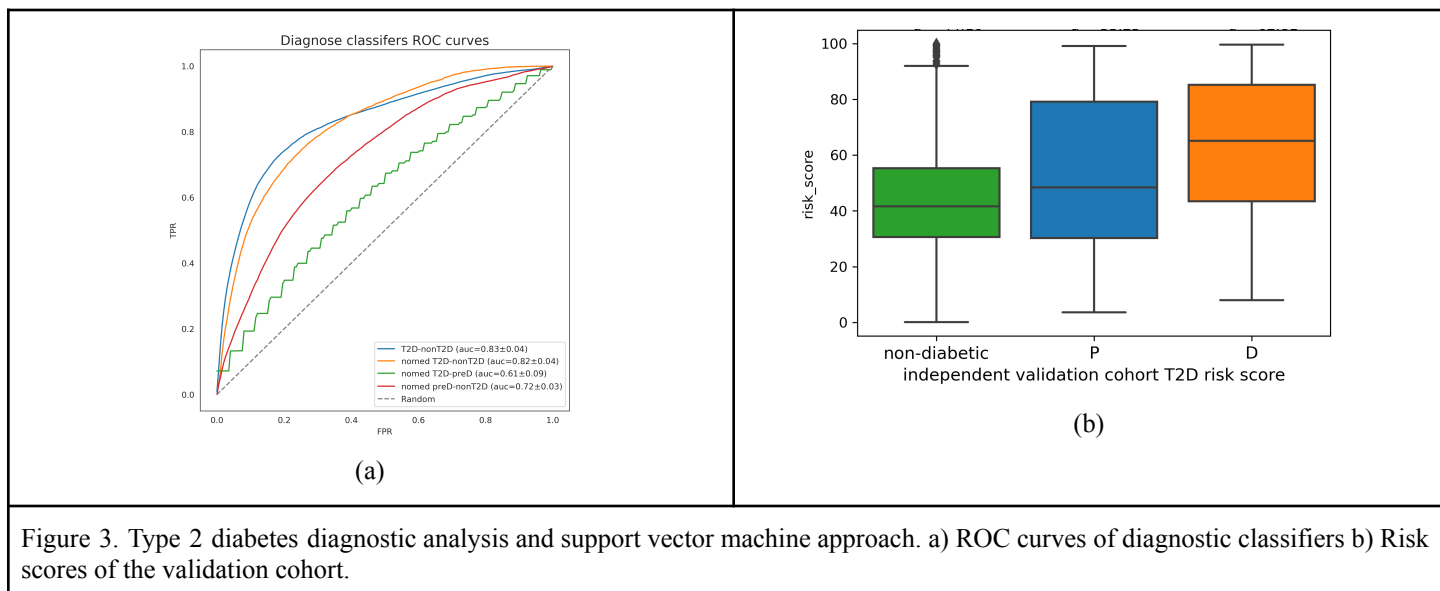 Diagnose classifers ROC curves
1.0
0.8
0.6
0.4
0.2
0.0
TPR
T2D-nonT2D (auc=0.83±0.04)
nomed T2D-nonT2D (auc=0.82±0.04)
nomed T2D-preD (auc=0.61±0.09)
nomed preD-nonT2D (auc=0.72±0.03)
Random
0.0 0.2 0.4 0.6 0.8 1.0
FPR
(a)
100
80
60
40
20
0
risk_score
non-diabetic P D
independent validation cohort T2D risk score
(b)
Figure 3. Type 2 diabetes diagnostic analysis and support vector machine approach. a) ROC curves of diagnostic classifiers b) Risk
scores of the validation cohort.